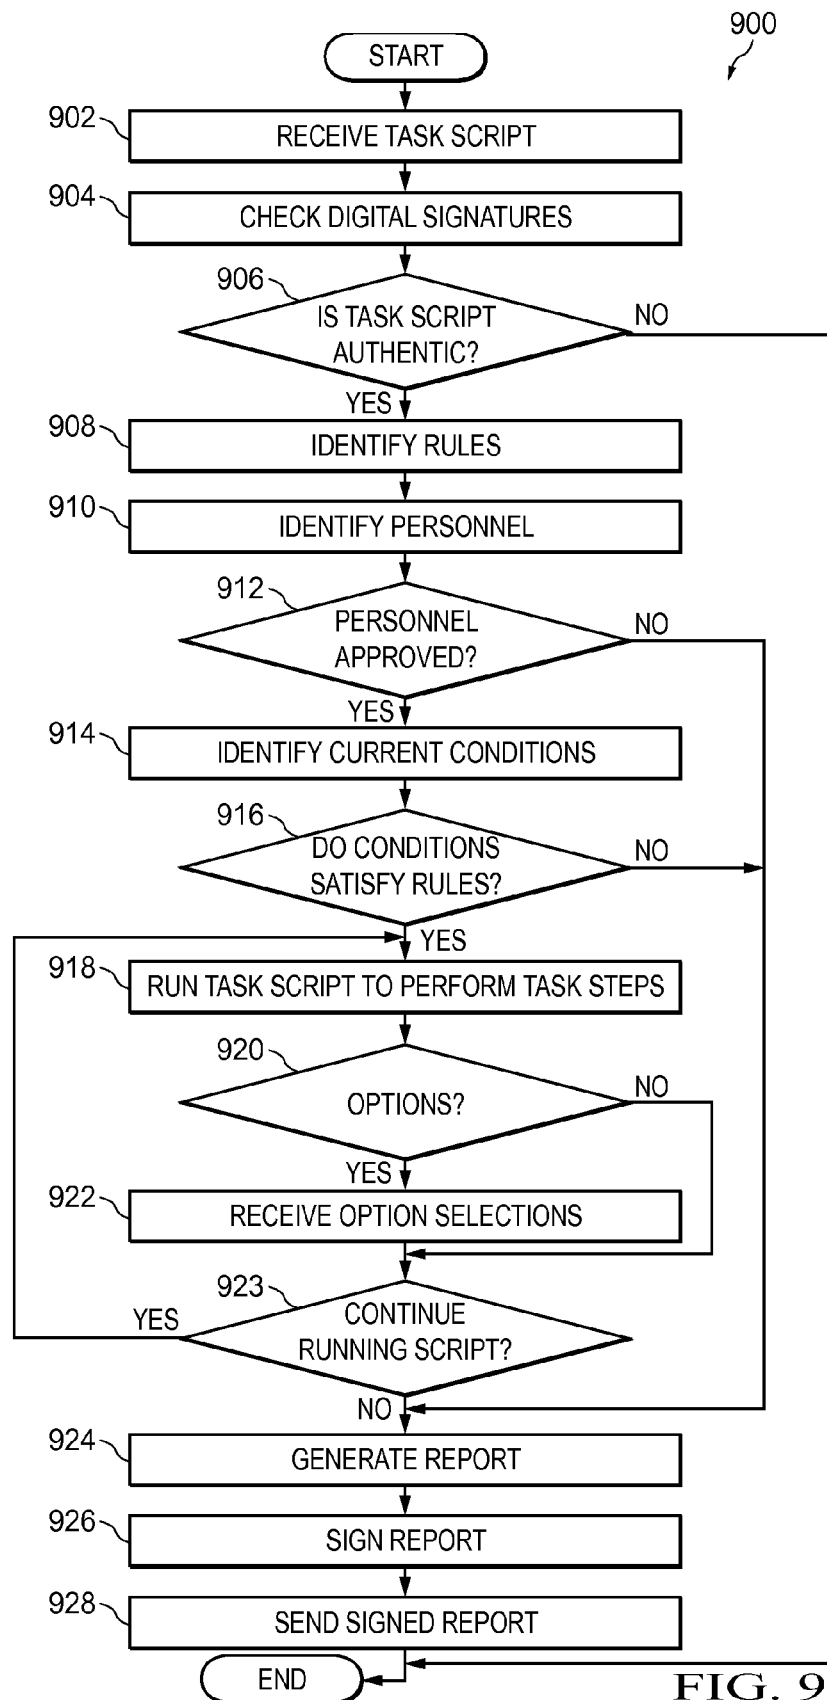 900
START
902
RECEIVE TASK SCRIPT
904
CHECK DIGITAL SIGNATURES
906
IS TASK SCRIPT
AUTHENTIC?
NO
YES
908
IDENTIFY RULES
910
IDENTIFY PERSONNEL
912
PERSONNEL
APPROVED?
NO
YES
914
IDENTIFY CURRENT CONDITIONS
916
DO CONDITIONS
SATISFY RULES?
NO
YES
918
RUN TASK SCRIPT TO PERFORM TASK STEPS
920
OPTIONS?
NO
YES
922
RECEIVE OPTION SELECTIONS
923
CONTINUE
RUNNING SCRIPT?
YES
NO
924
GENERATE REPORT
926
SIGN REPORT
928
SEND SIGNED REPORT
END
FIG. 9